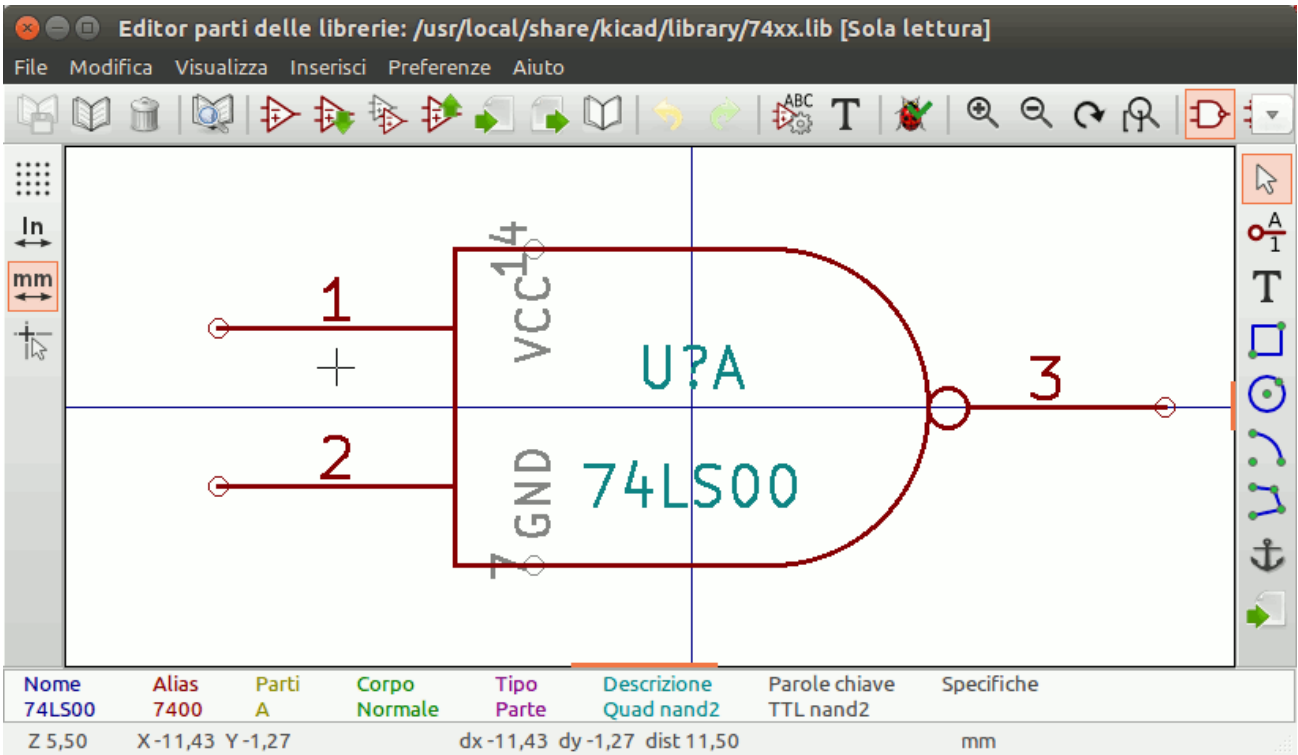 Editor parti delle librerie: /usr/local/share/kicad/library/74xx.lib [Sola lettura]
File Modifica Visualizza Inserisci Preferenze Aiuto
ABC
T
In
mm
A
1
T
14
VCC
1
U?A
3
2
GND
74LS00
7
Nome Alias Parti Corpo Tipo Descrizione Parole chiave Specifiche
74LS00 7400 A Normale Parte Quad nand2 TTL nand2
Z 5,50 X -11,43 Y -1,27 dx -11,43 dy -1,27 dist 11,50 mm